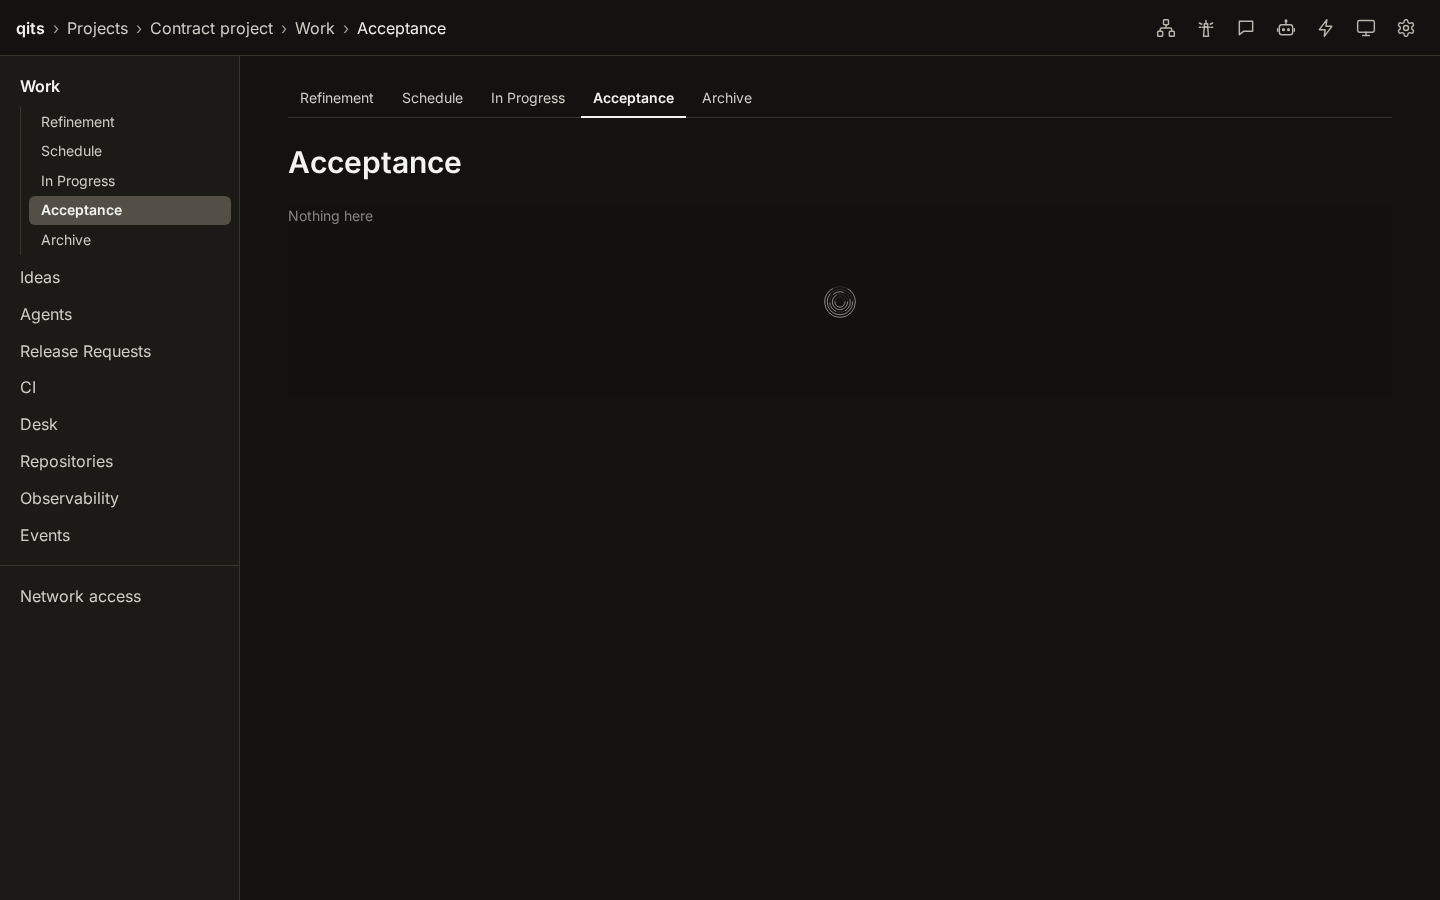 qits › Projects › Contract project › Work › Acceptance
Work
Refinement
Schedule
In Progress
Acceptance
Archive
Ideas
Agents
Release Requests
CI
Desk
Repositories
Observability
Events
Network access
Refinement Schedule In Progress Acceptance Archive
Acceptance
Nothing here